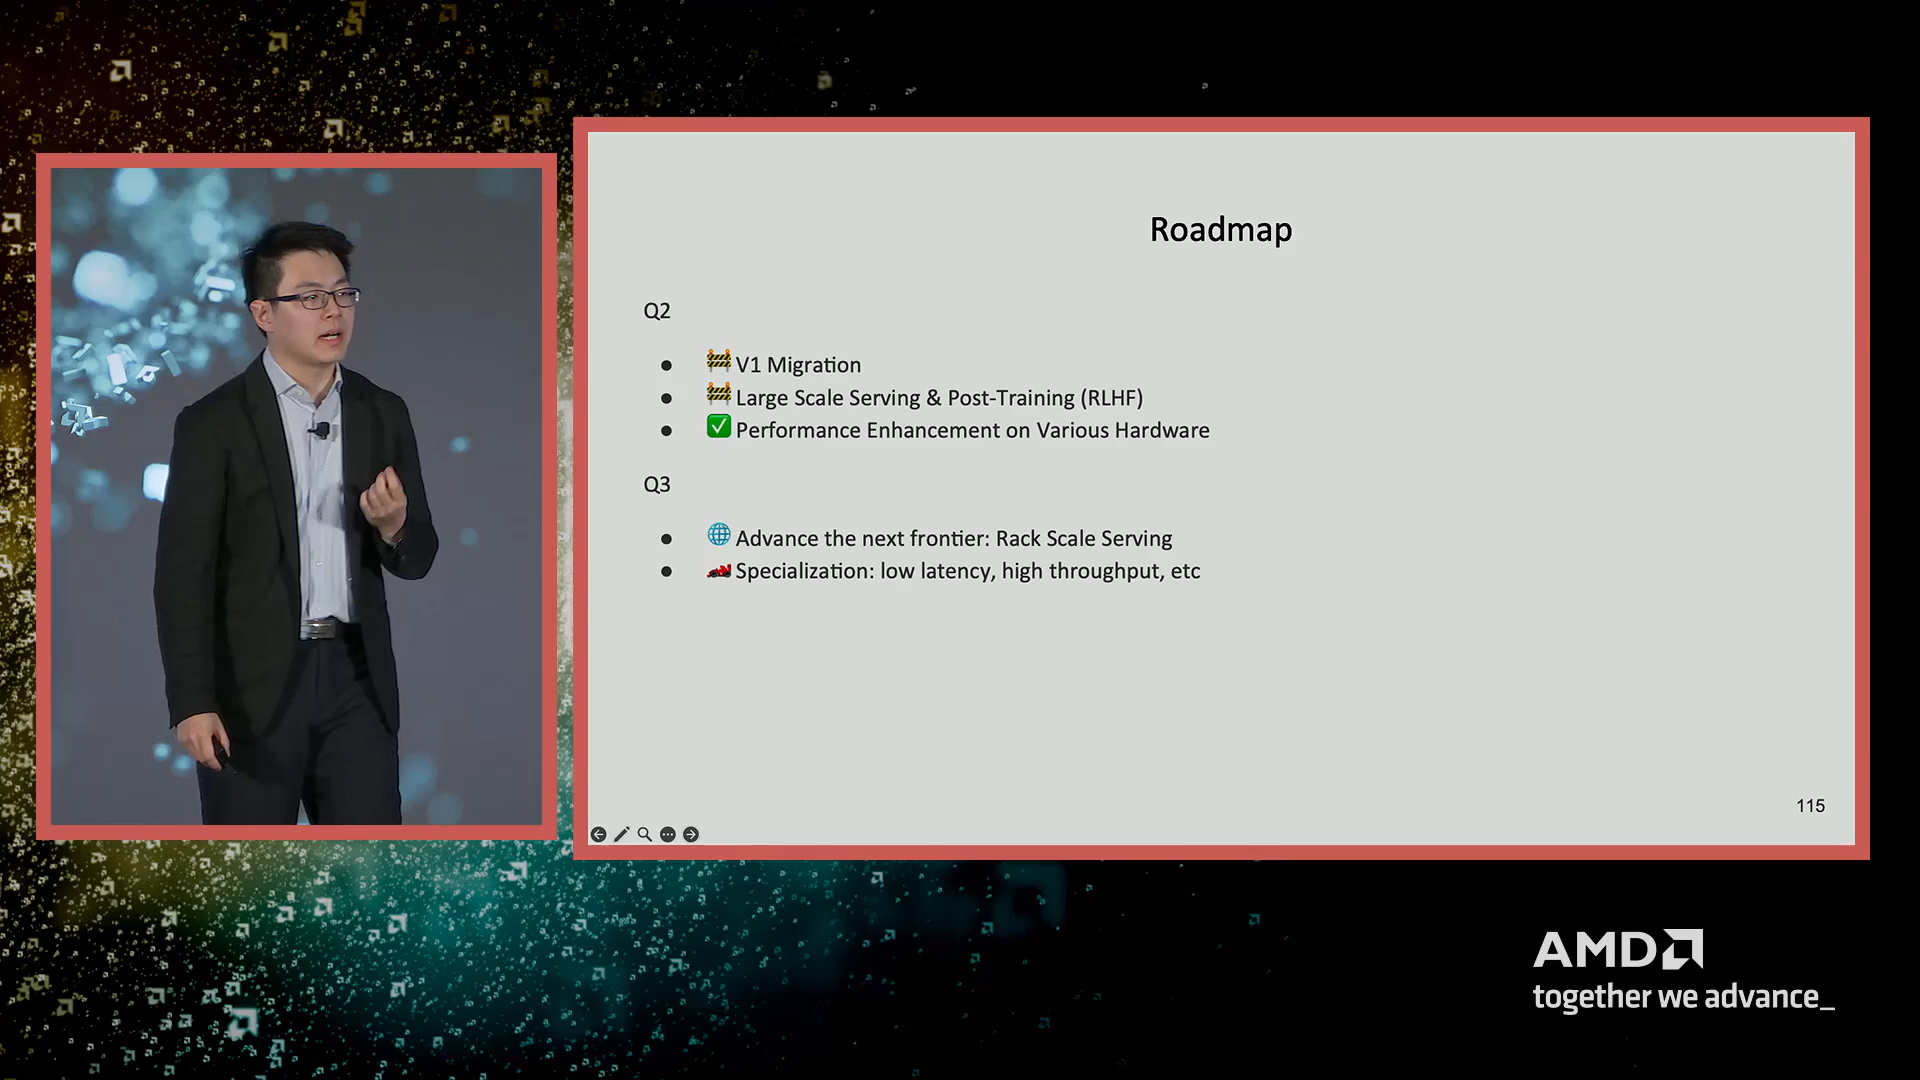 Roadmap
Q2
● 🚧 V1 Migration
● 🚧 Large Scale Serving & Post-Training (RLHF)
● ✅ Performance Enhancement on Various Hardware
Q3
● 🌐 Advance the next frontier: Rack Scale Serving
● 🏎️ Specialization: low latency, high throughput, etc
115
AMD
together we advance_